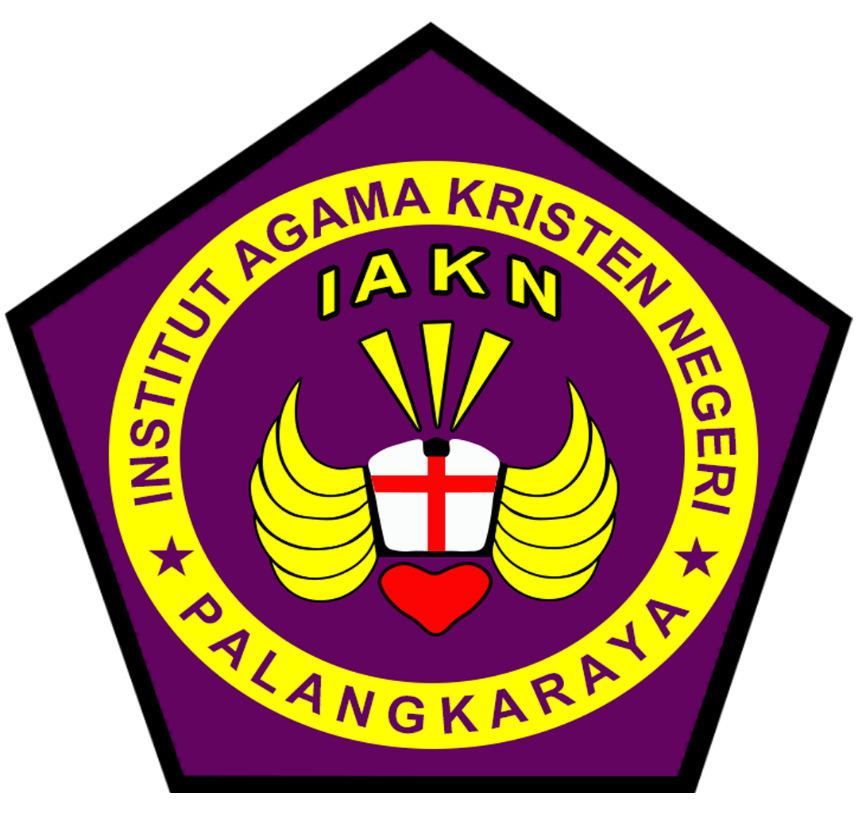 INSTITUT AGAMA KRISTEN NEGERI
IAKN
PALANGKARAYA